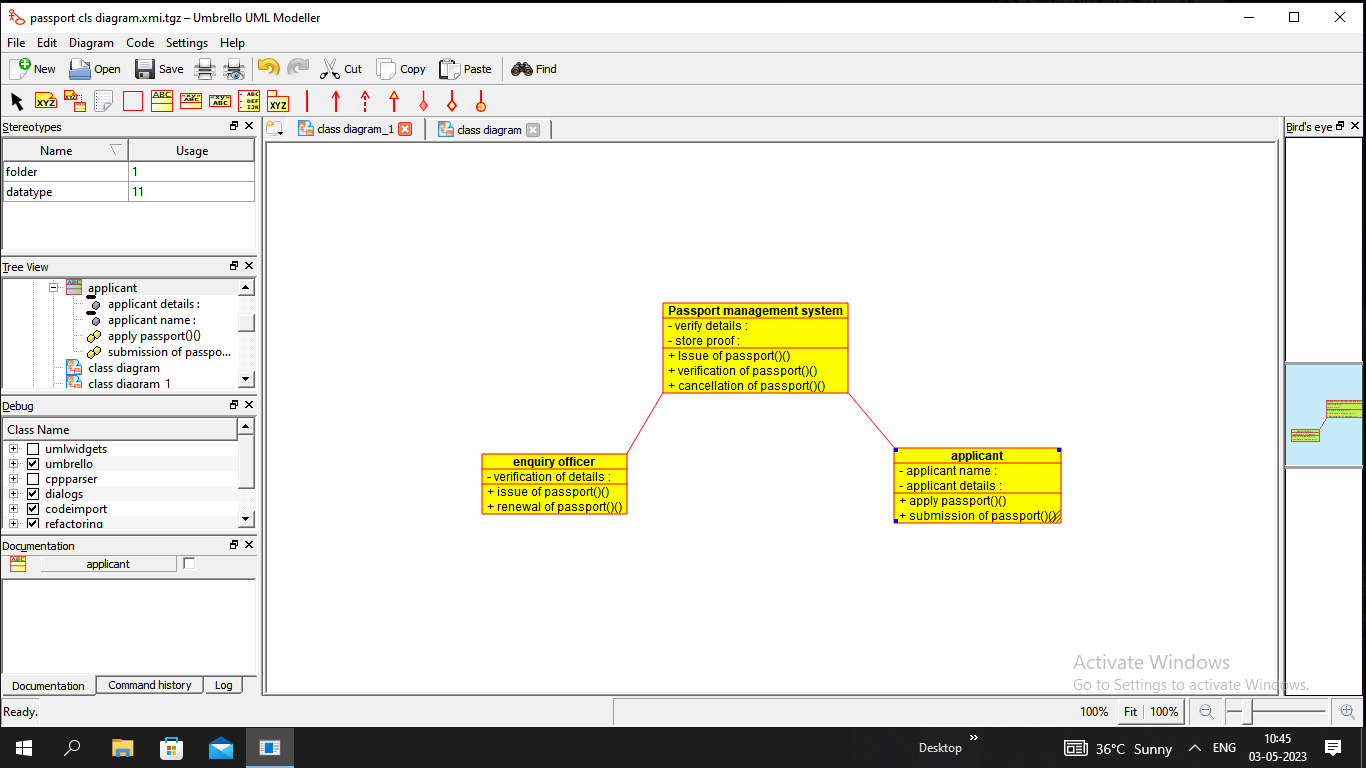 passport cls diagram.xmi.tgz – Umbrello UML Modeller
File Edit Diagram Code Settings Help
New Open Save Cut Copy Paste Find
Stereotypes
Name Usage
folder 1
datatype 11
Tree View
applicant
applicant details :
applicant name :
apply passport()()
submission of passpo...
class diagram
class diagram_1
Debug
Class Name
umlwidgets
umbrello
cppparser
dialogs
codeimport
refactoring
Documentation
applicant
Documentation Command history Log
class diagram_1 class diagram
Passport management system
- verify details :
- store proof :
+ Issue of passport()()
+ verification of passport()()
+ cancellation of passport()()
enquiry officer
- verification of details :
+ issue of passport()()
+ renewal of passport()()
applicant
- applicant name :
- applicant details :
+ apply passport()()
+ submission of passport()()
Bird's eye
Activate Windows
Go to Settings to activate Windows.
Ready.
100% Fit 100%
Desktop
36°C Sunny
ENG
10:45
03-05-2023